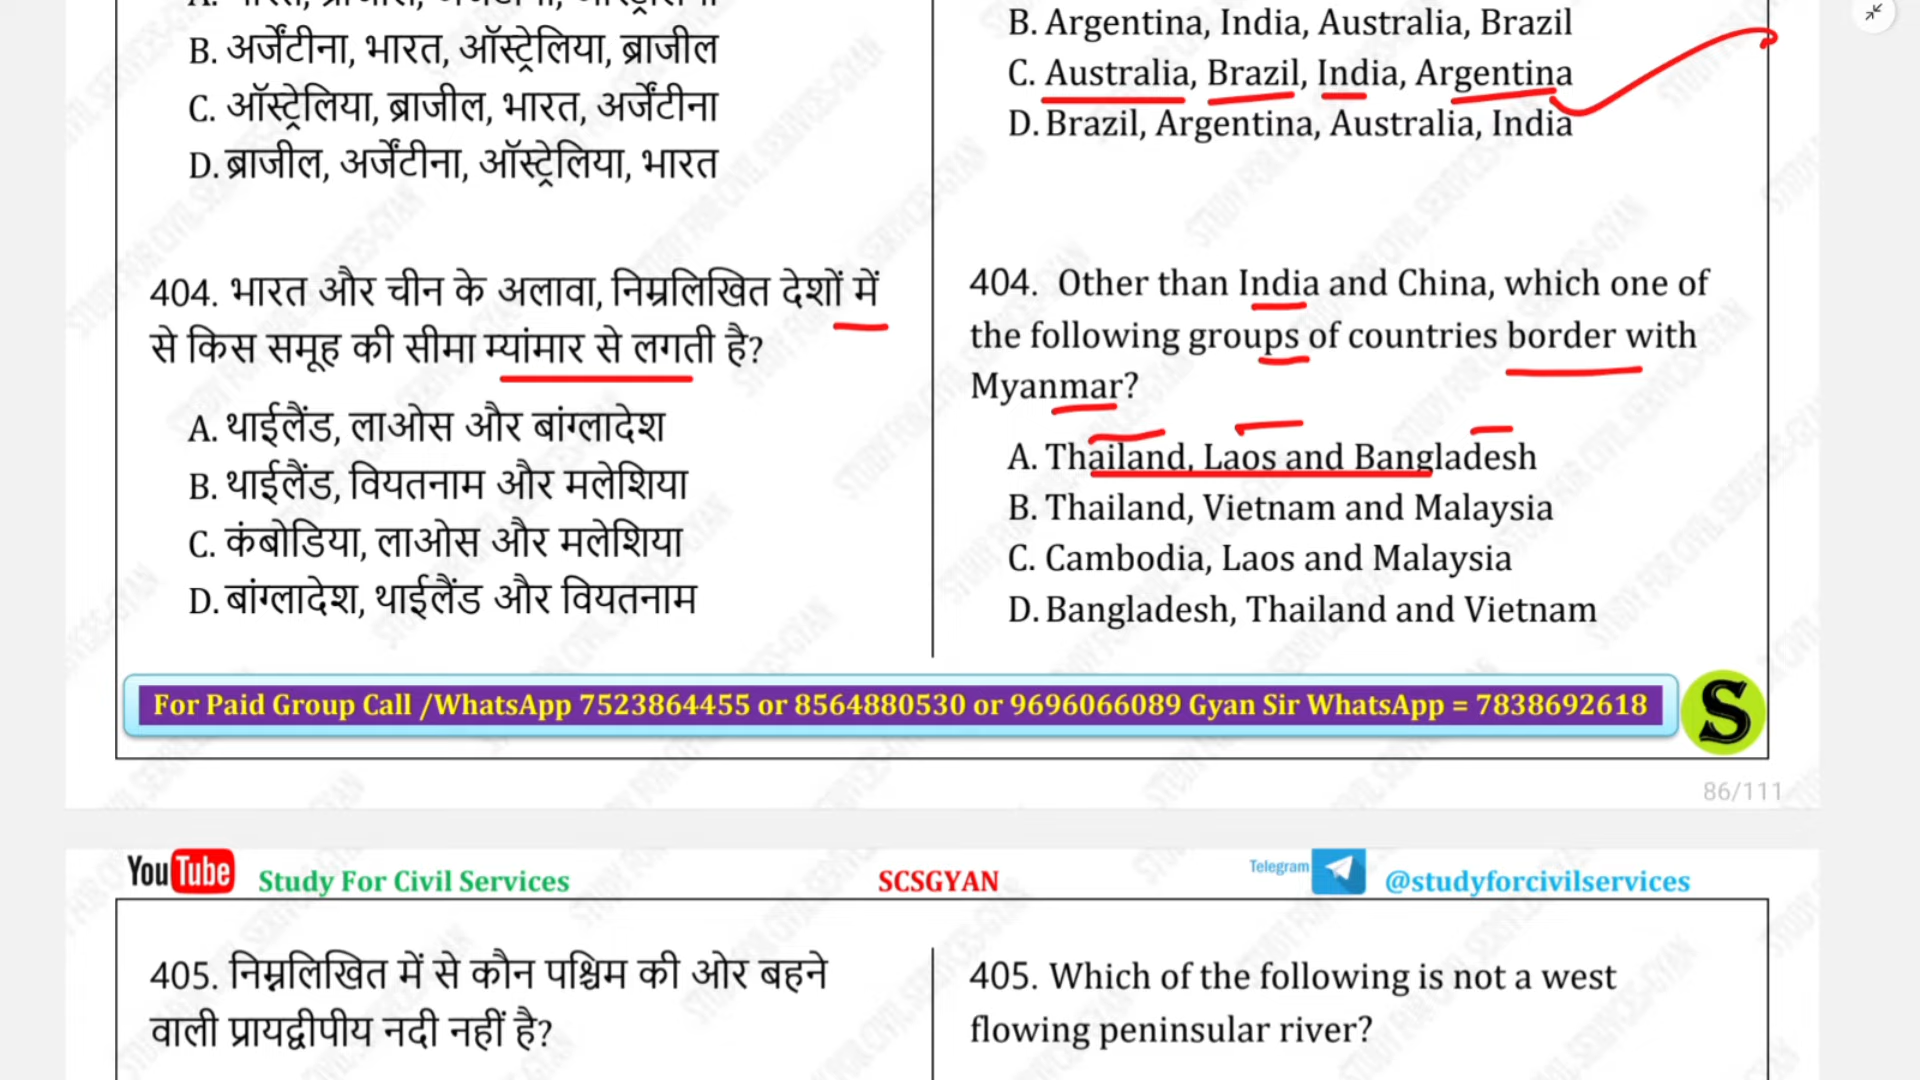 B. अर्जेंटीना, भारत, ऑस्ट्रेलिया, ब्राजील
C. ऑस्ट्रेलिया, ब्राजील, भारत, अर्जेंटीना
D. ब्राजील, अर्जेंटीना, ऑस्ट्रेलिया, भारत
B. Argentina, India, Australia, Brazil
C. Australia, Brazil, India, Argentina
D. Brazil, Argentina, Australia, India
404. भारत और चीन के अलावा, निम्नलिखित देशों में
से किस समूह की सीमा म्यांमार से लगती है?
A. थाईलैंड, लाओस और बांग्लादेश
B. थाईलैंड, वियतनाम और मलेशिया
C. कंबोडिया, लाओस और मलेशिया
D. बांग्लादेश, थाईलैंड और वियतनाम
404. Other than India and China, which one of
the following groups of countries border with
Myanmar?
A. Thailand, Laos and Bangladesh
B. Thailand, Vietnam and Malaysia
C. Cambodia, Laos and Malaysia
D. Bangladesh, Thailand and Vietnam
For Paid Group Call /WhatsApp 7523864455 or 8564880530 or 9696066089 Gyan Sir WhatsApp = 7838692618
S
86/111
YouTube Study For Civil Services
SCSGYAN
Telegram @studyforcivilservices
405. निम्नलिखित में से कौन पश्चिम की ओर बहने
वाली प्रायद्वीपीय नदी नहीं है?
405. Which of the following is not a west
flowing peninsular river?